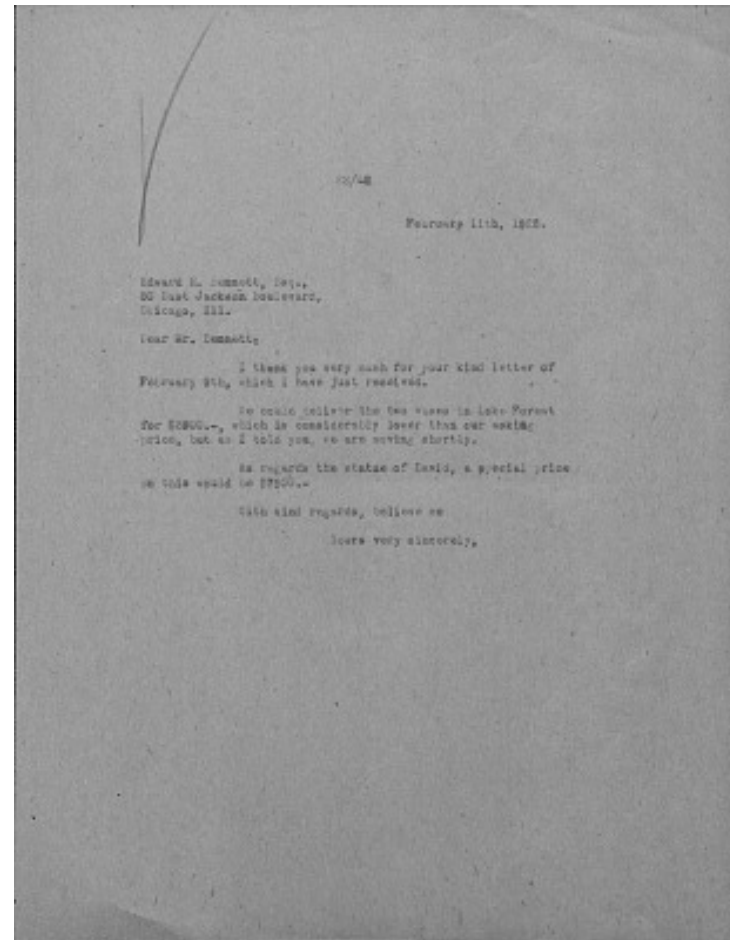 February 11th,
Edward H. Bennett, Esq.,
80 East Jackson Boulevard,
Chicago, Ill.
Dear Mr. Bennett,
I thank you very much for your kind letter of
February 9th, which I have just received.
We could deliver the two vases in Lake Forest
for which is considerably lower than our asking
price, but as I told you, we are moving shortly.
As regards the statue of David, a special price
on this would be
With kind regards, believe me
Yours very sincerely,